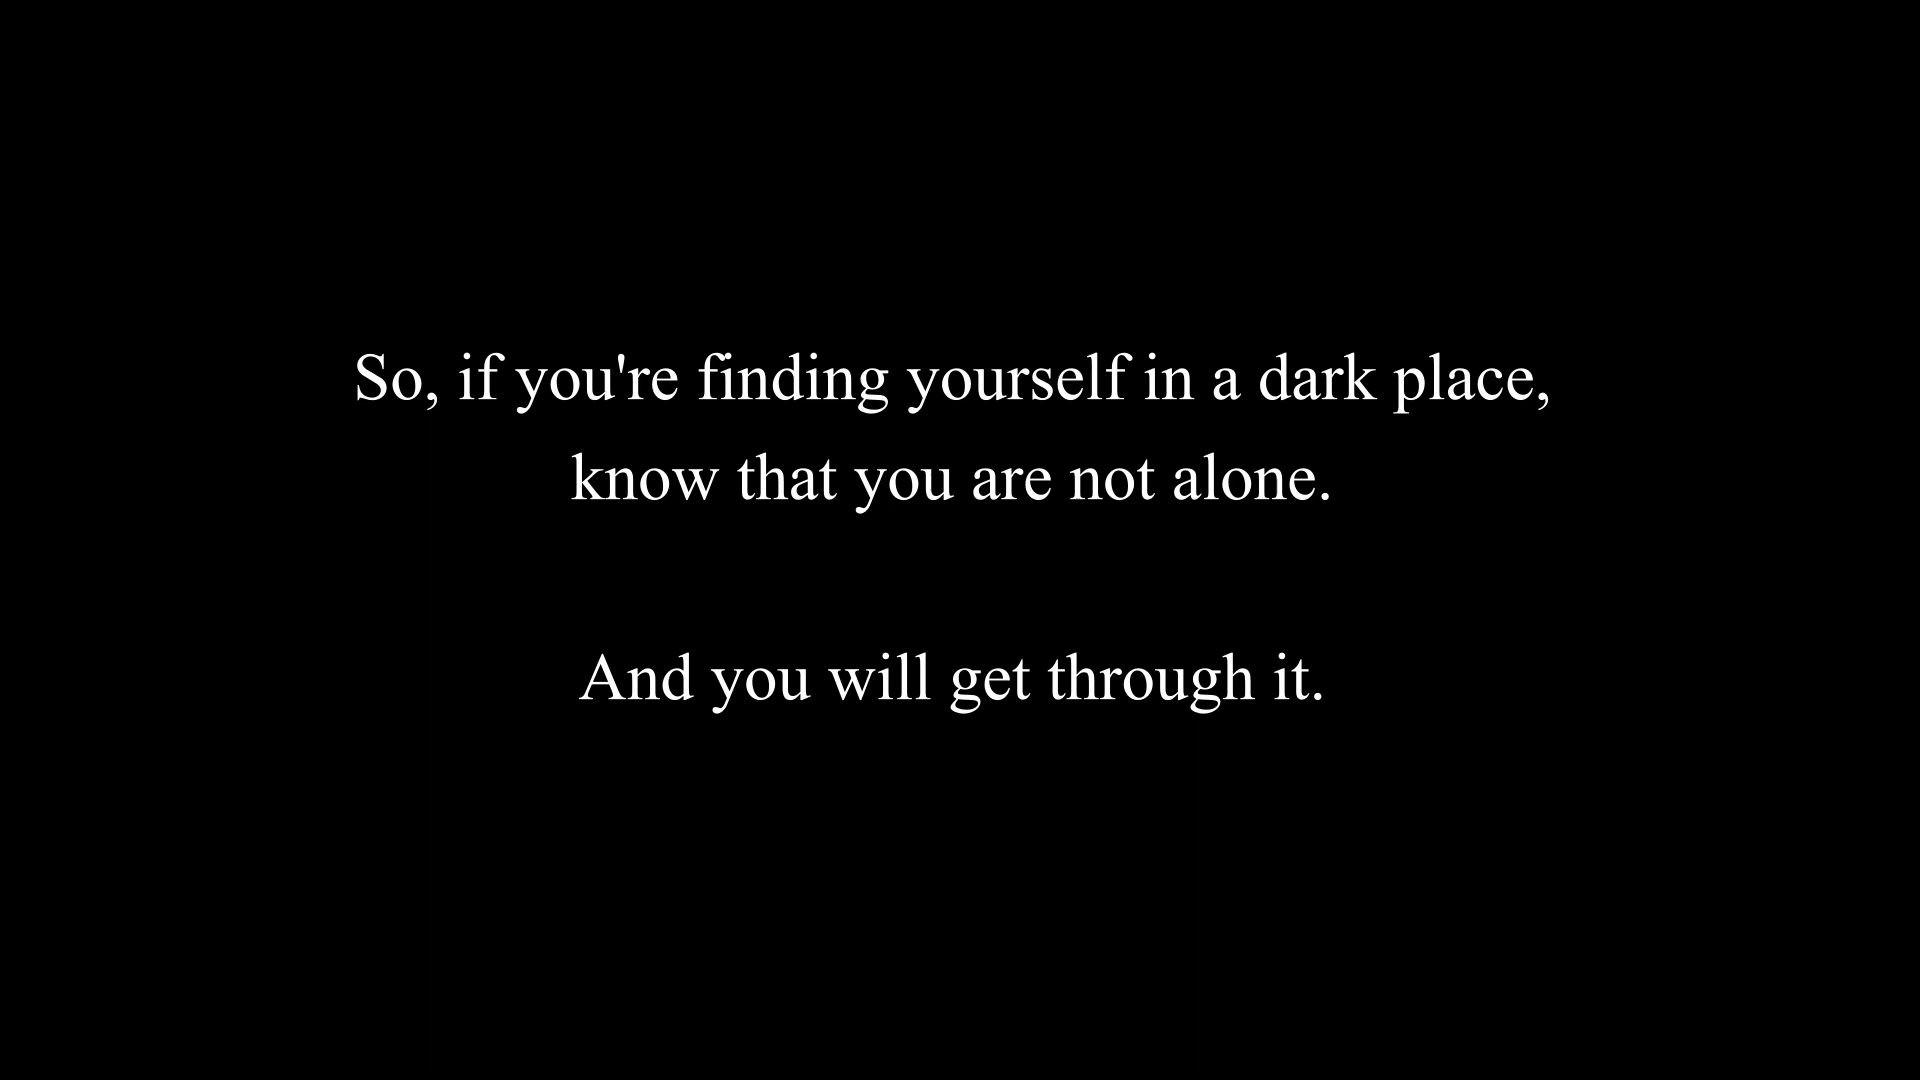 So, if you're finding yourself in a dark place,
know that you are not alone.
And you will get through it.